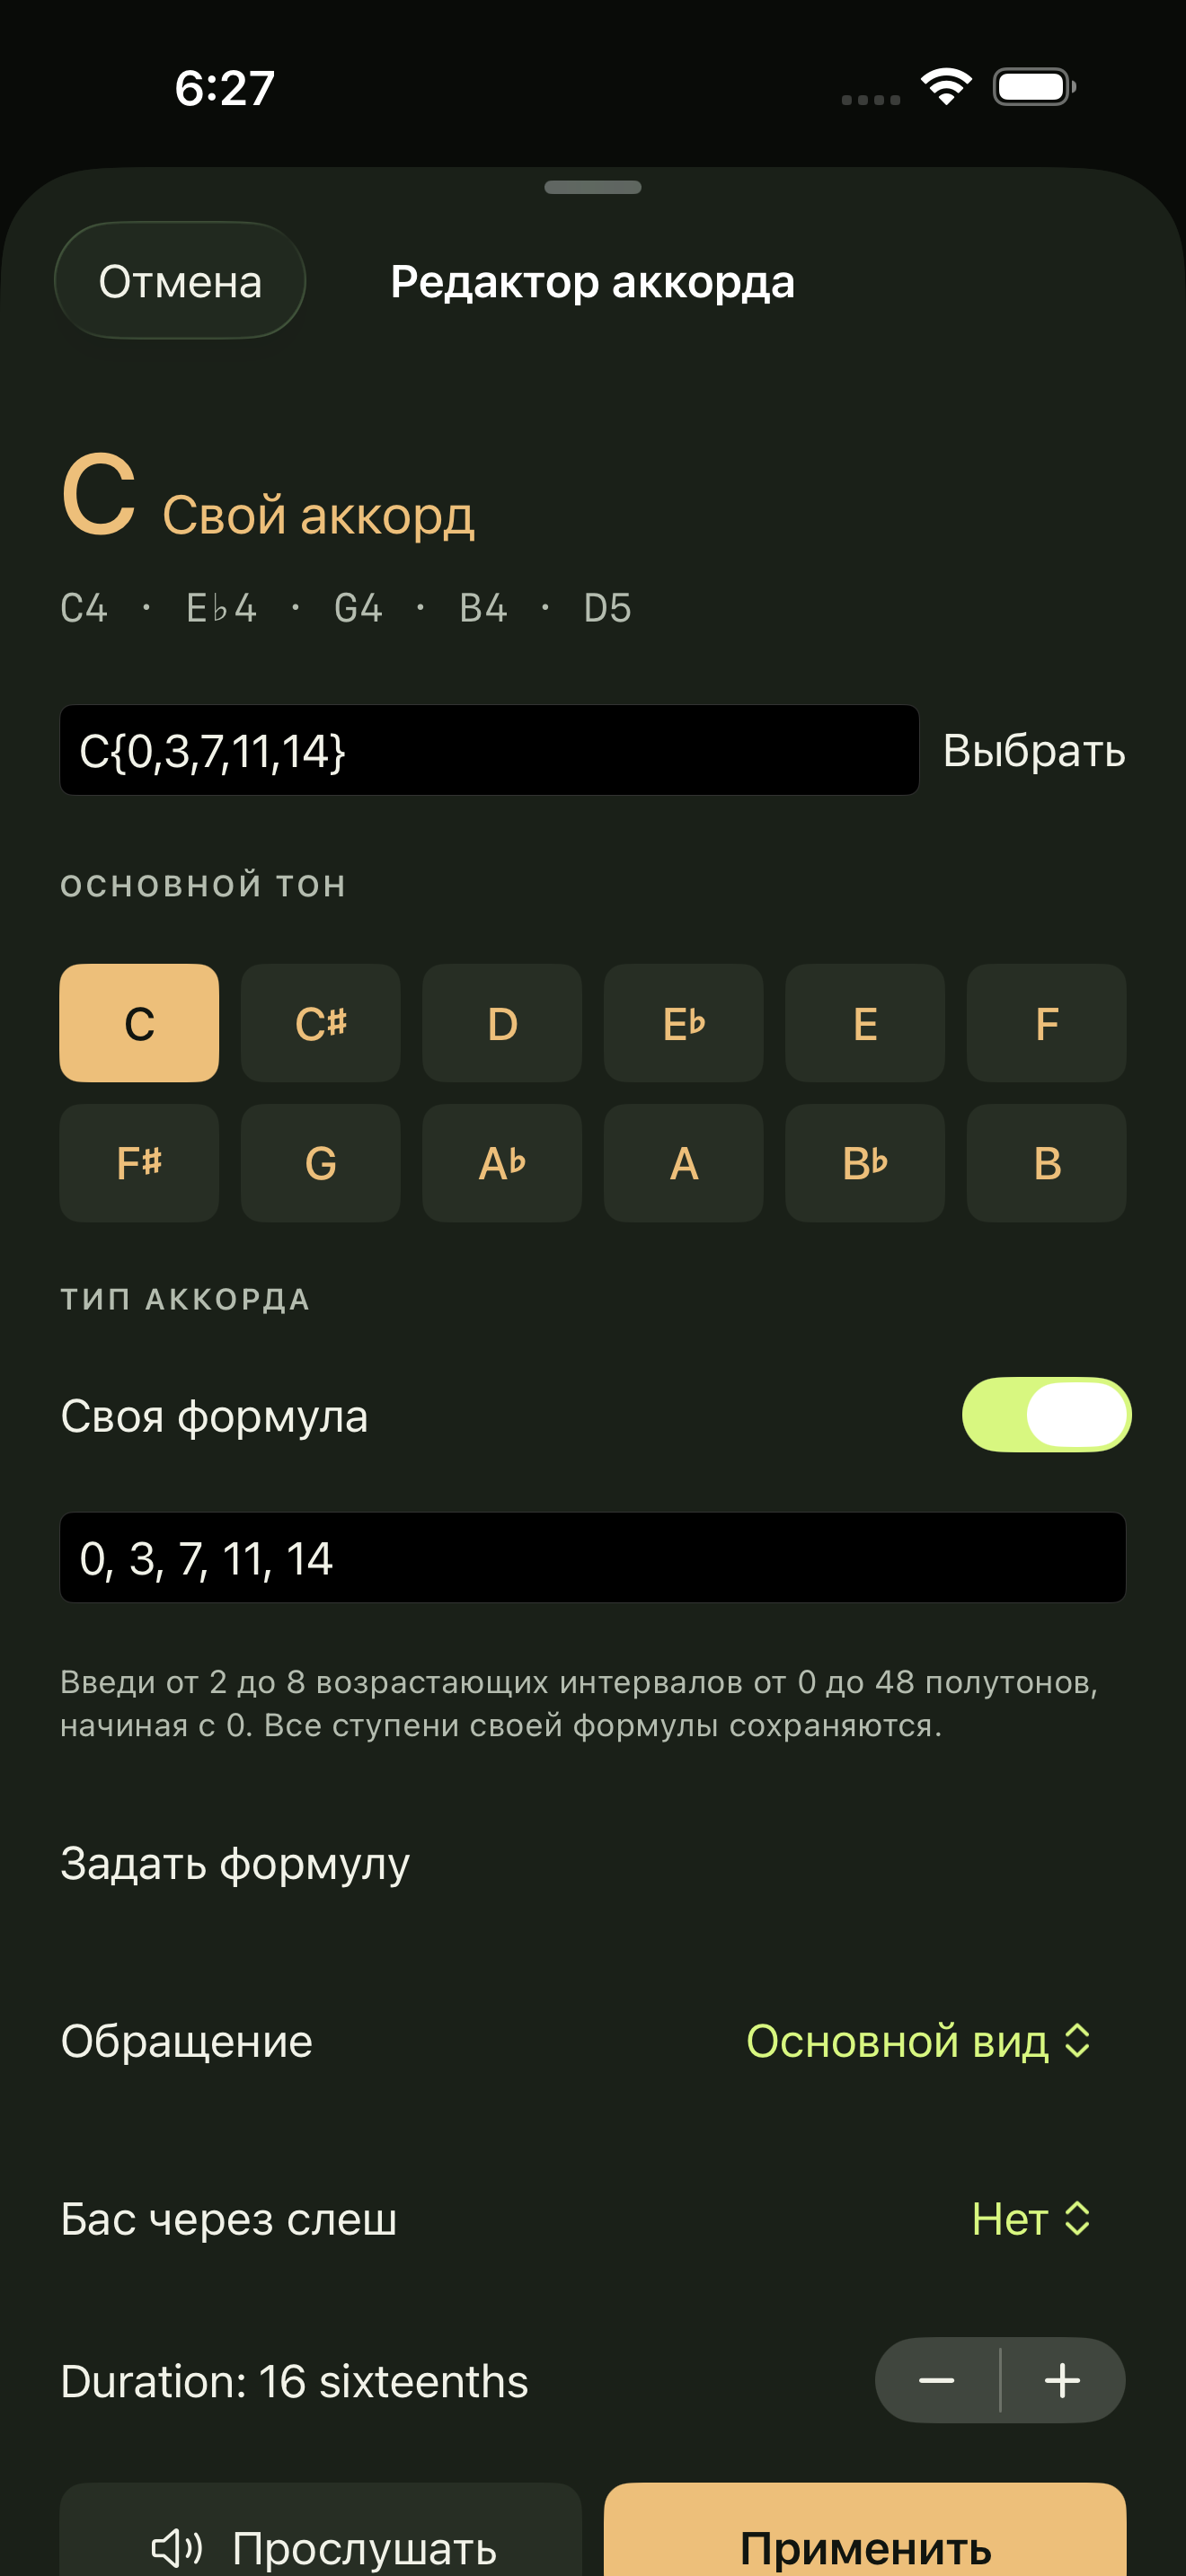 6:27
Отмена
Редактор аккорда
C Свой аккорд
C4 · E♭4 · G4 · B4 · D5
C{0,3,7,11,14}
Выбрать
основной тон
C C♯ D E♭ E F
F♯ G A♭ A B♭ B
ТИП АККОРДА
Своя формула
0, 3, 7, 11, 14
Введи от 2 до 8 возрастающих интервалов от 0 до 48 полутонов,
начиная с 0. Все ступени своей формулы сохраняются.
Задать формулу
Обращение Основной вид
Бас через слеш Нет
Duration: 16 sixteenths
Прослушать Применить